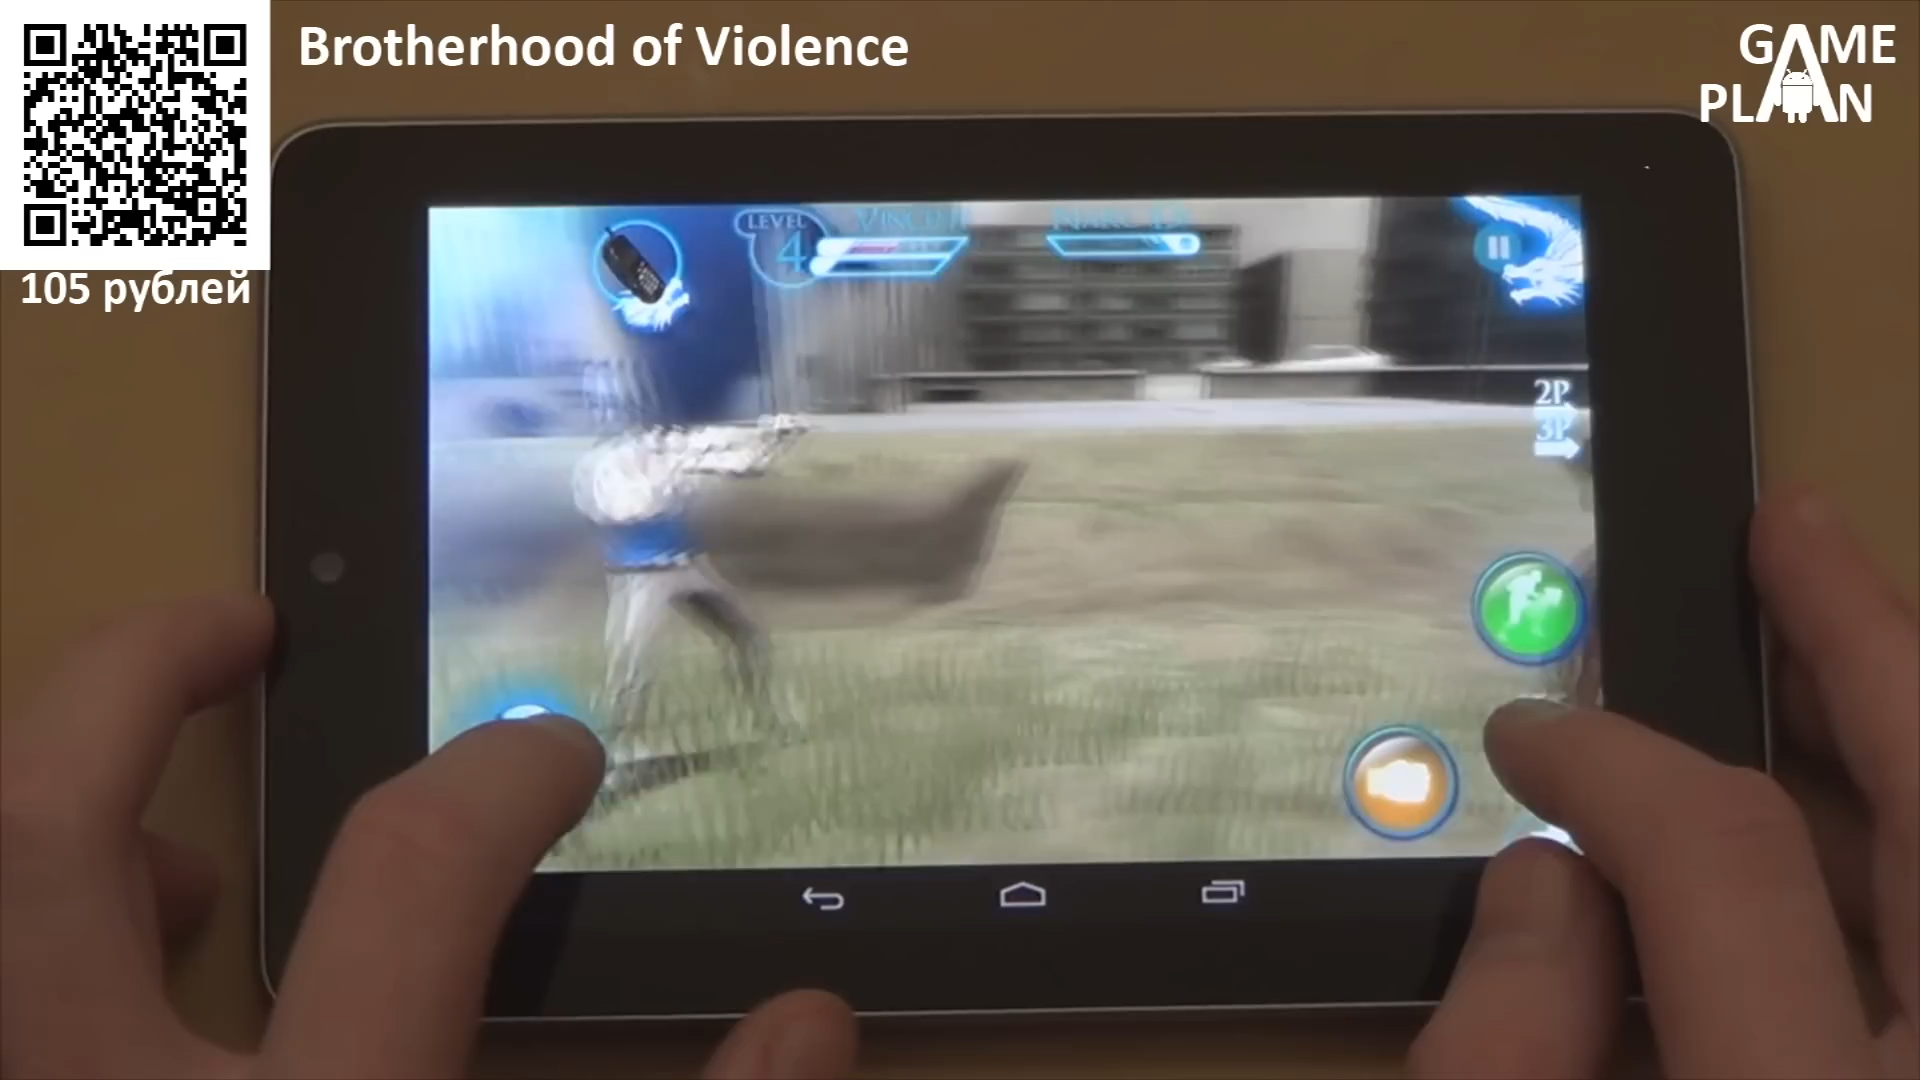 Brotherhood of Violence
GAME
PLAN
105 рублей
LEVEL
4
2P
3P